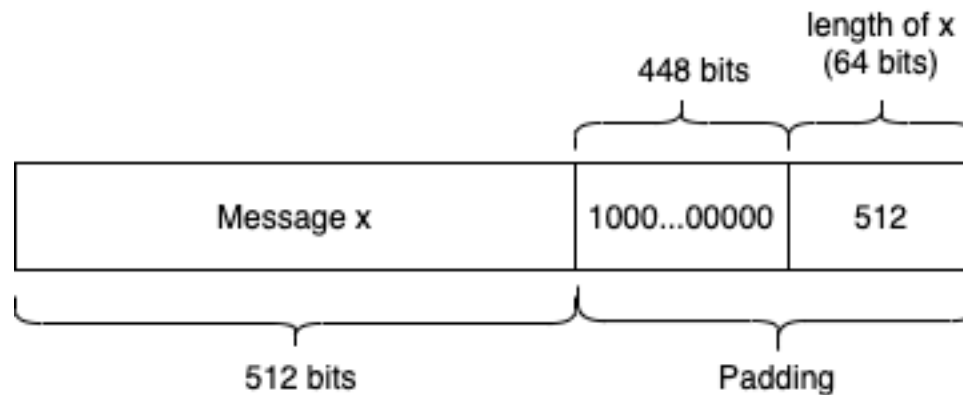 length of x
(64 bits)
448 bits
Message x
1000...00000
512
512 bits
Padding